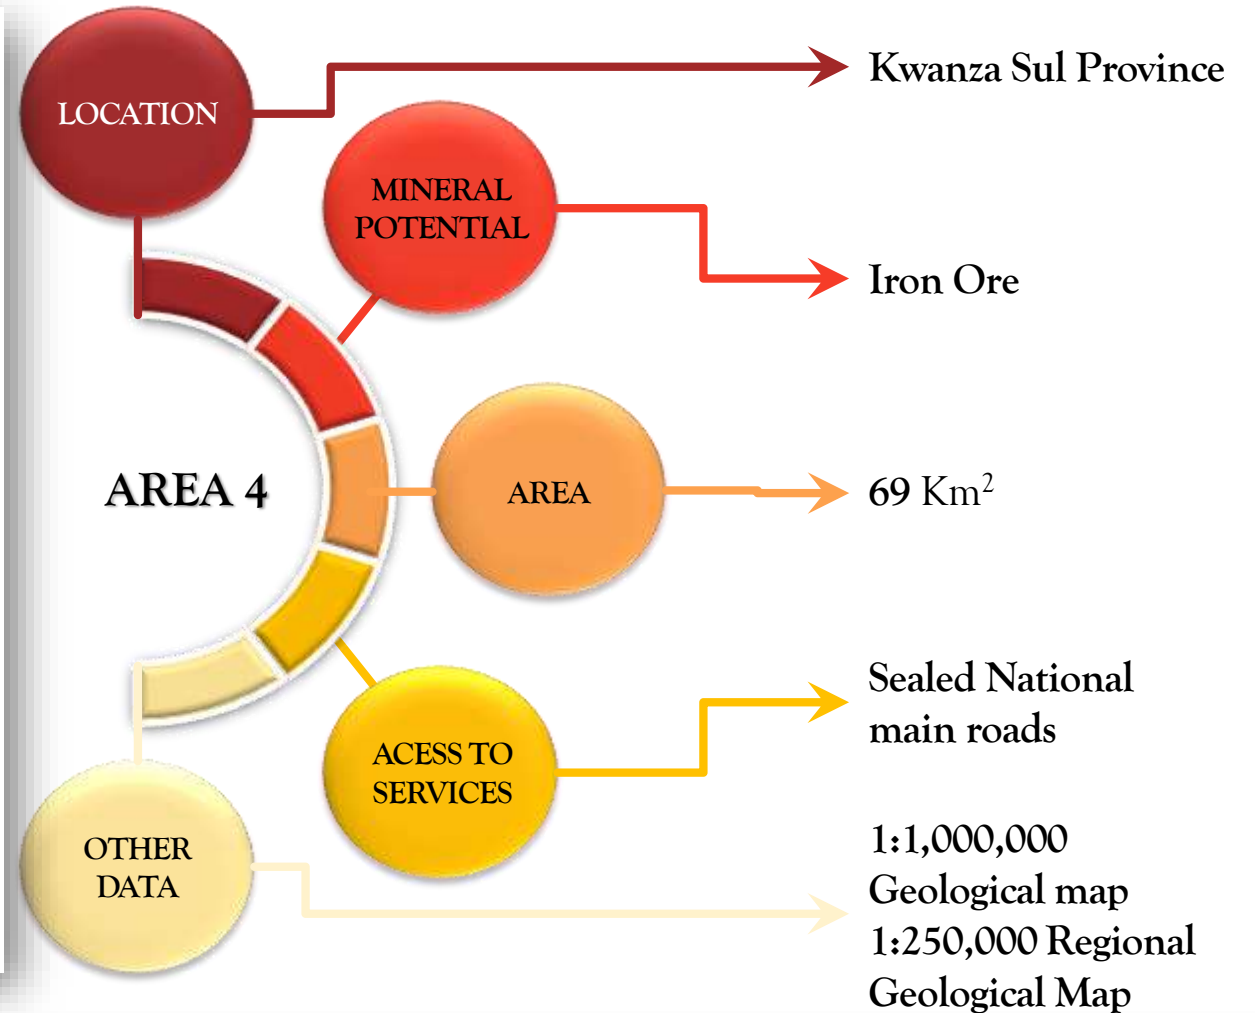 LOCATION
Kwanza Sul Province
MINERAL
POTENTIAL
Iron Ore
AREA 4
AREA
69 Km²
ACESS TO
SERVICES
Sealed National
main roads
OTHER
DATA
1:1,000,000
Geological map
1:250,000 Regional
Geological Map